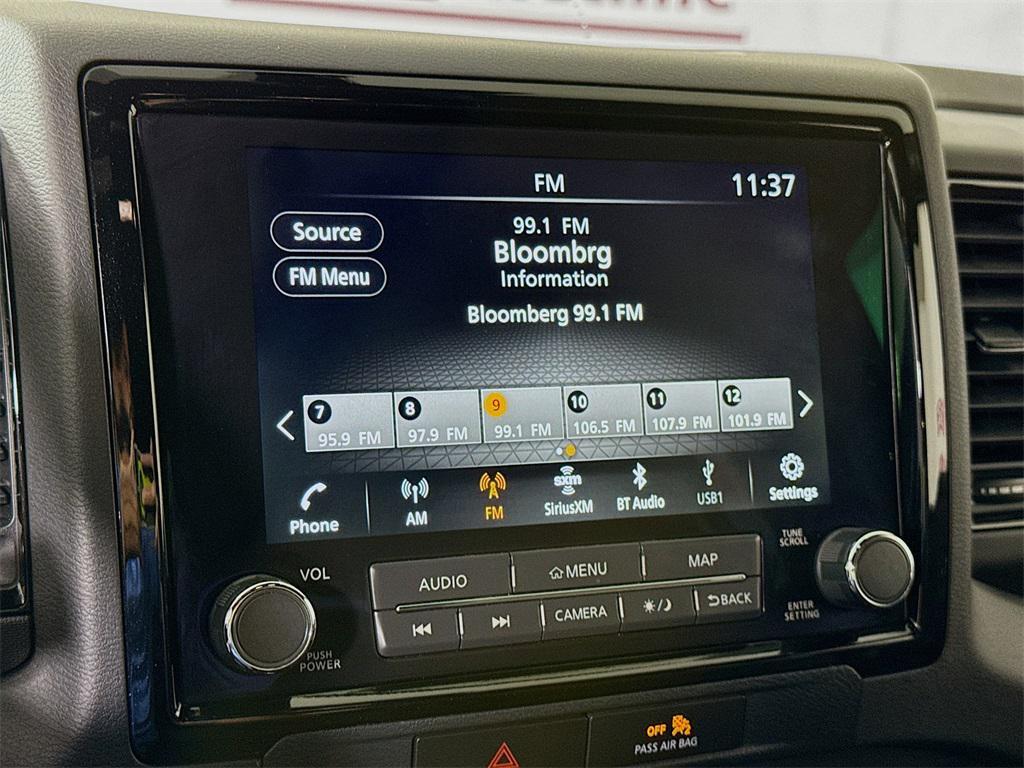 FM
11:37
Source
99.1 FM
Bloombrg
Information
FM Menu
Bloomberg 99.1 FM
7
8
9
10
11
12
95.9 FM
97.9 FM
99.1 FM
106.5 FM
107.9 FM
101.9 FM
Phone
AM
FM
sxm
SiriusXM
BT Audio
USB1
Settings
VOL
AUDIO
MENU
MAP
TUNE
SCROLL
CAMERA
BACK
ENTER
SETTING
PUSH
POWER
OFF
2
PASS AIR BAG